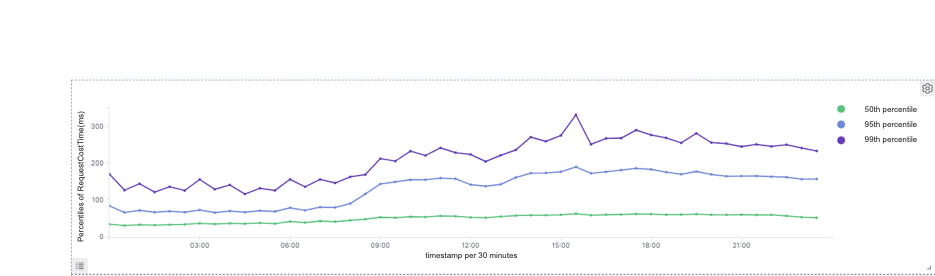 Percentiles of RequestCostTime(ms)
300
200
100
0
03:00
06:00
09:00
12:00
15:00
18:00
21:00
timestamp per 30 minutes
50th percentile
95th percentile
99th percentile